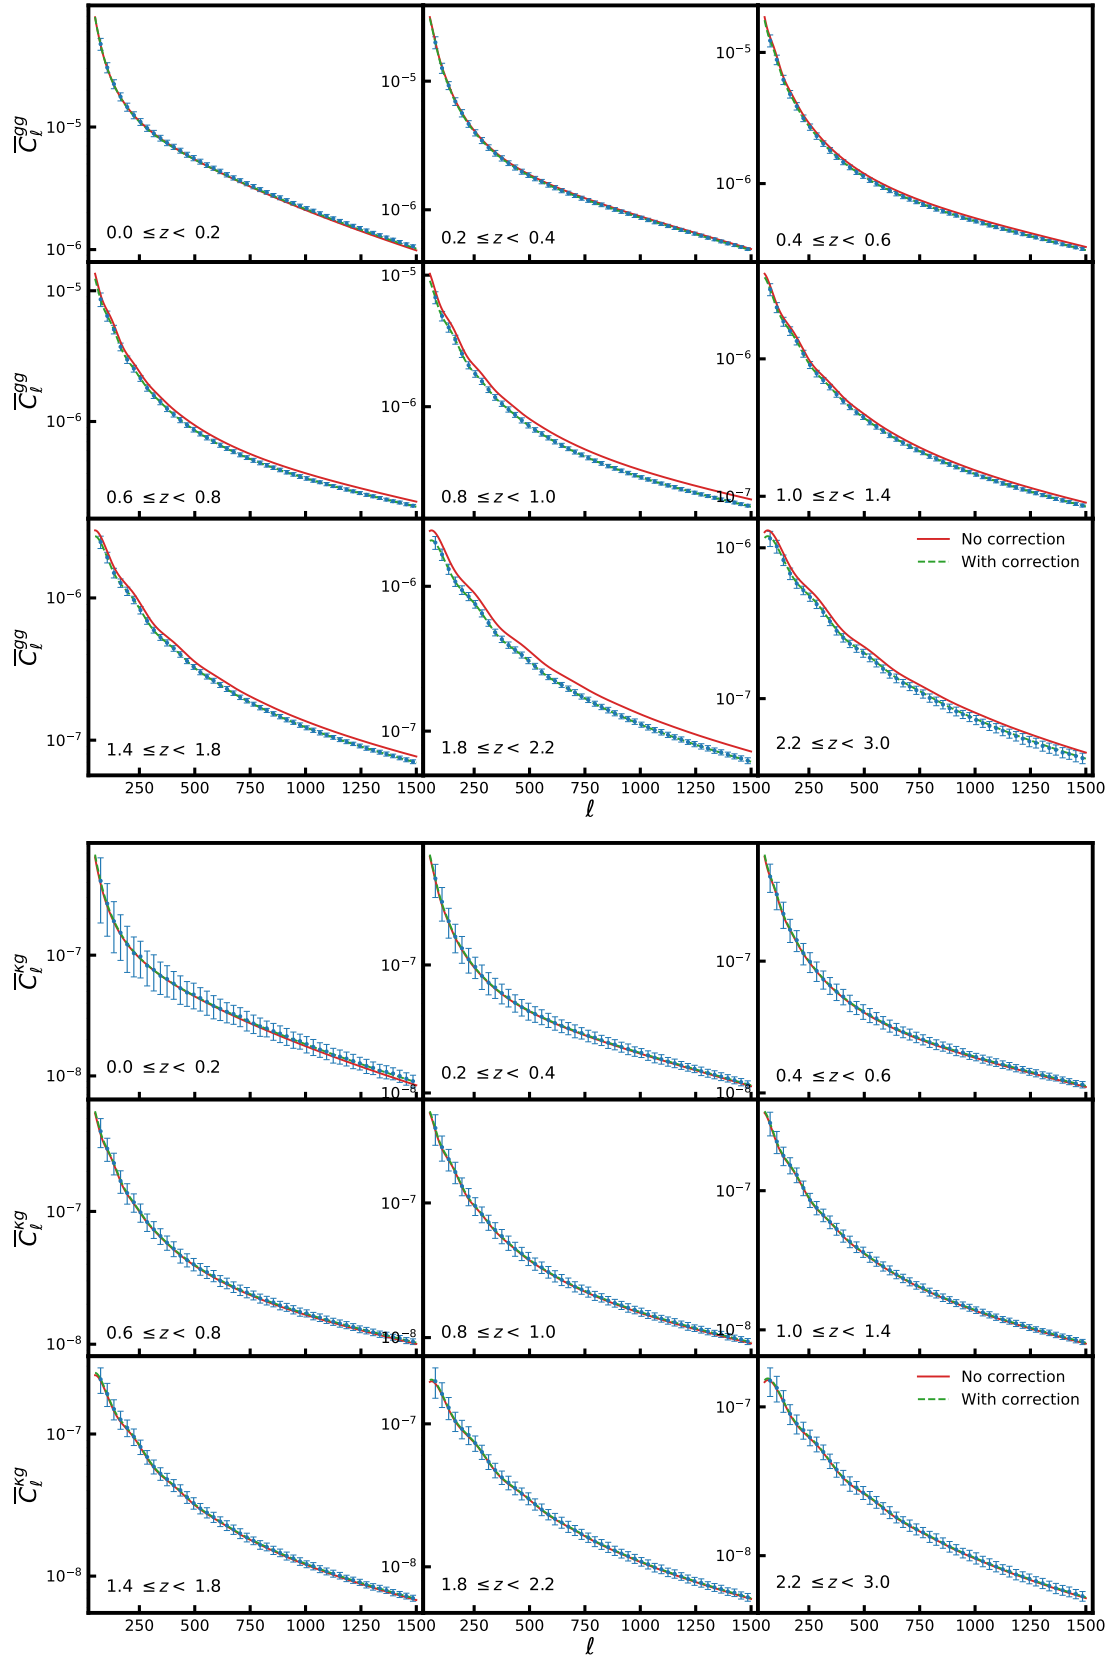 10⁻⁵
10⁻⁶
C̅ℓ^gg
0.0 ≤z< 0.2
10⁻⁵
10⁻⁶
0.2 ≤z< 0.4
10⁻⁵
10⁻⁶
0.4 ≤z< 0.6
10⁻⁵
10⁻⁶
C̅ℓ^gg
0.6 ≤z< 0.8
10⁻⁵
10⁻⁶
0.8 ≤z< 1.0
10⁻⁶
10⁻⁷
1.0 ≤z< 1.4
10⁻⁶
10⁻⁷
C̅ℓ^gg
1.4 ≤z< 1.8
10⁻⁶
10⁻⁷
1.8 ≤z< 2.2
10⁻⁶
10⁻⁷
No correction
With correction
2.2 ≤z< 3.0
250 500 750 1000 1250 1500 250 500 750 1000 1250 1500 250 500 750 1000 1250 1500
ℓ
10⁻⁷
10⁻⁸
C̅ℓ^κg
0.0 ≤z< 0.2
10⁻⁷
10⁻⁸
0.2 ≤z< 0.4
10⁻⁷
10⁻⁸
0.4 ≤z< 0.6
10⁻⁷
10⁻⁸
C̅ℓ^κg
0.6 ≤z< 0.8
10⁻⁷
10⁻⁸
0.8 ≤z< 1.0
10⁻⁷
1.0 ≤z< 1.4
10⁻⁷
10⁻⁸
C̅ℓ^κg
1.4 ≤z< 1.8
10⁻⁷
10⁻⁸
1.8 ≤z< 2.2
10⁻⁷
10⁻⁸
No correction
With correction
2.2 ≤z< 3.0
250 500 750 1000 1250 1500 250 500 750 1000 1250 1500 250 500 750 1000 1250 1500
ℓ